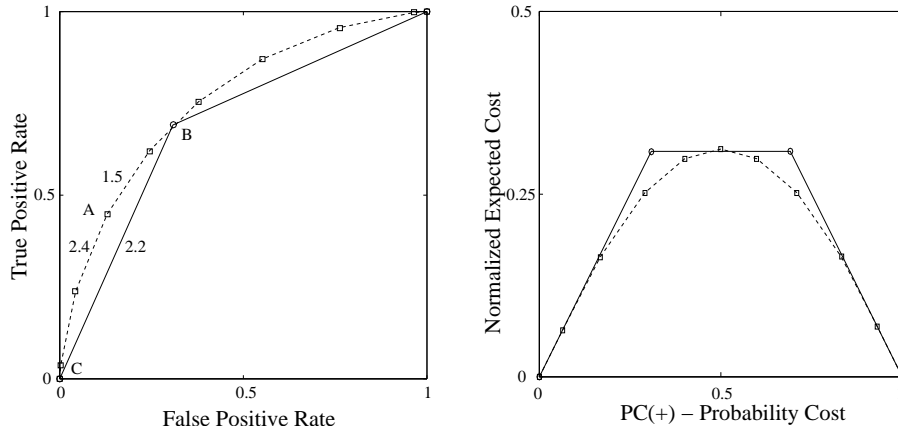 1
True Positive Rate
0.5
0
A
B
C
1.5
2.4
2.2
0
0.5
1
False Positive Rate
0.5
Normalized Expected Cost
0.25
0
0
0.5
PC(+) – Probability Cost